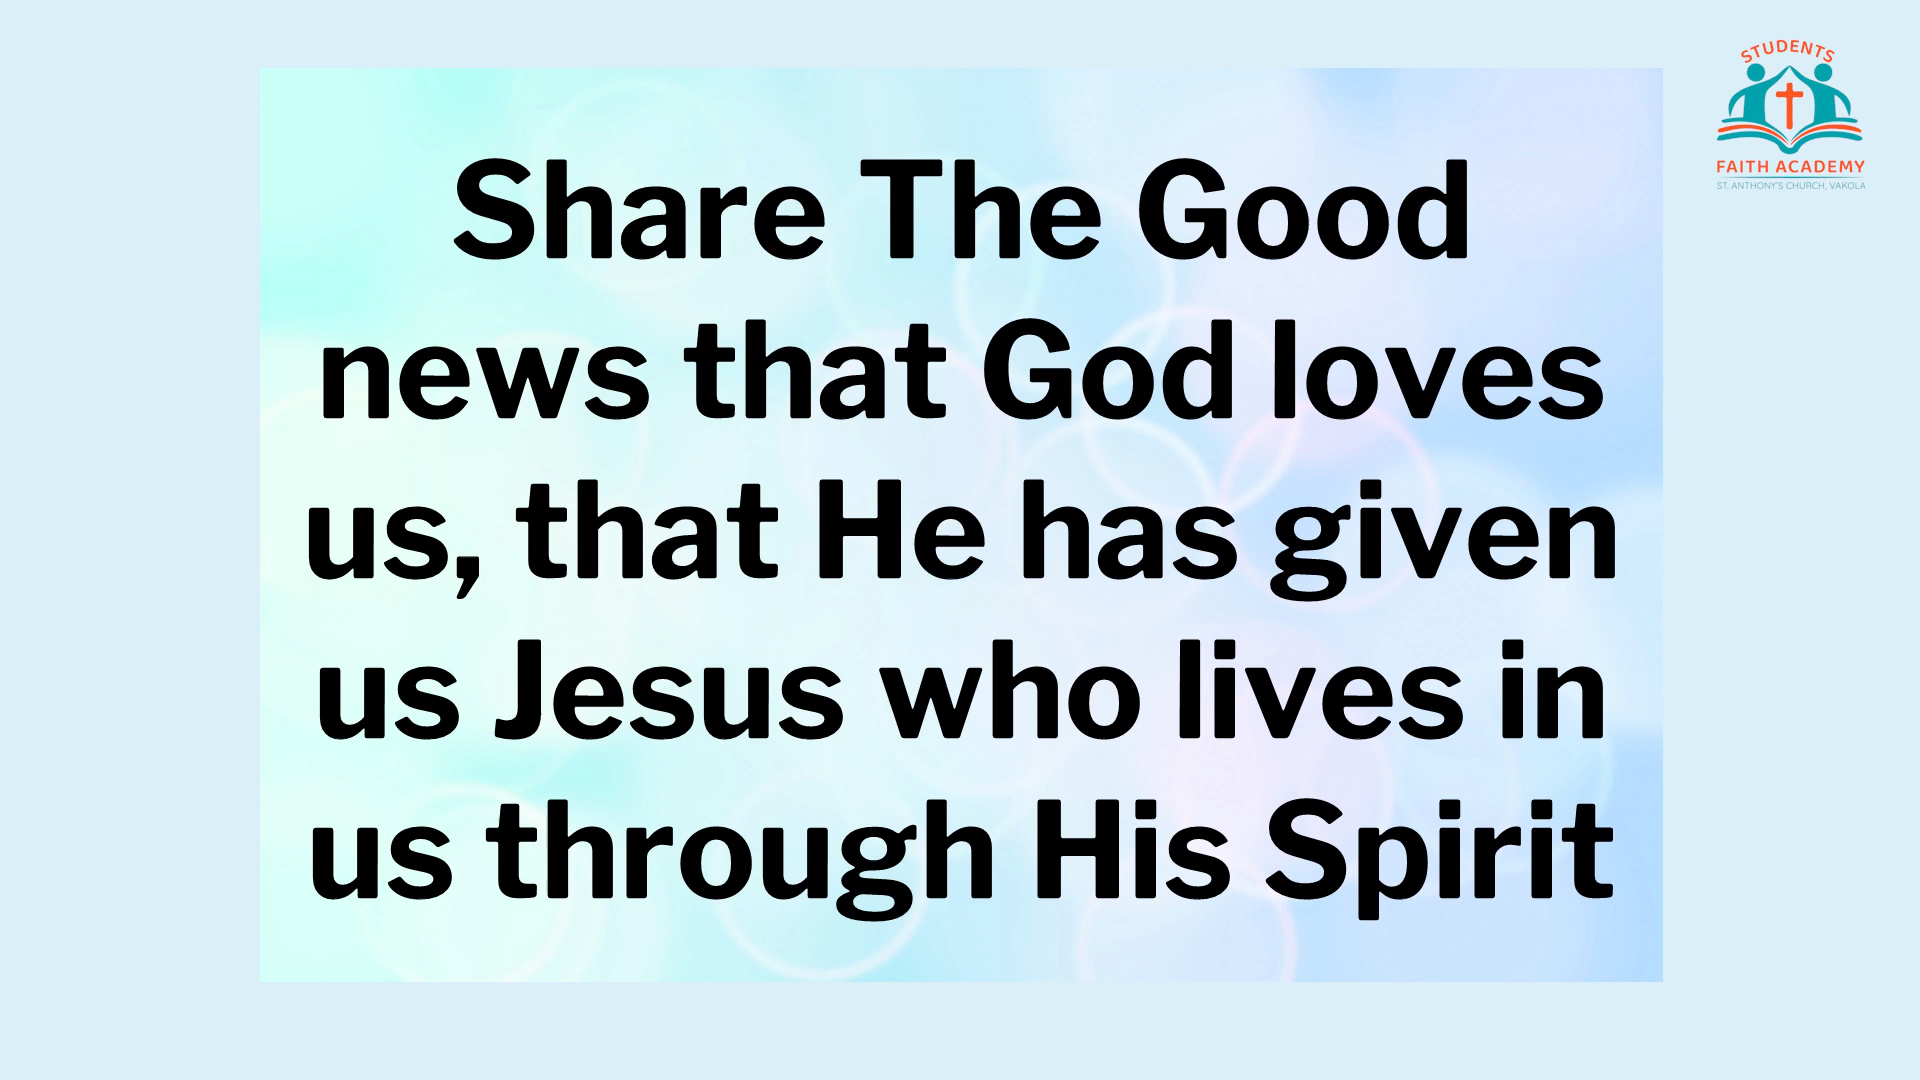 STUDENTS
FAITH ACADEMY
ST. ANTHONY'S CHURCH, VAKOLA
Share The Good
news that God loves
us, that He has given
us Jesus who lives in
us through His Spirit